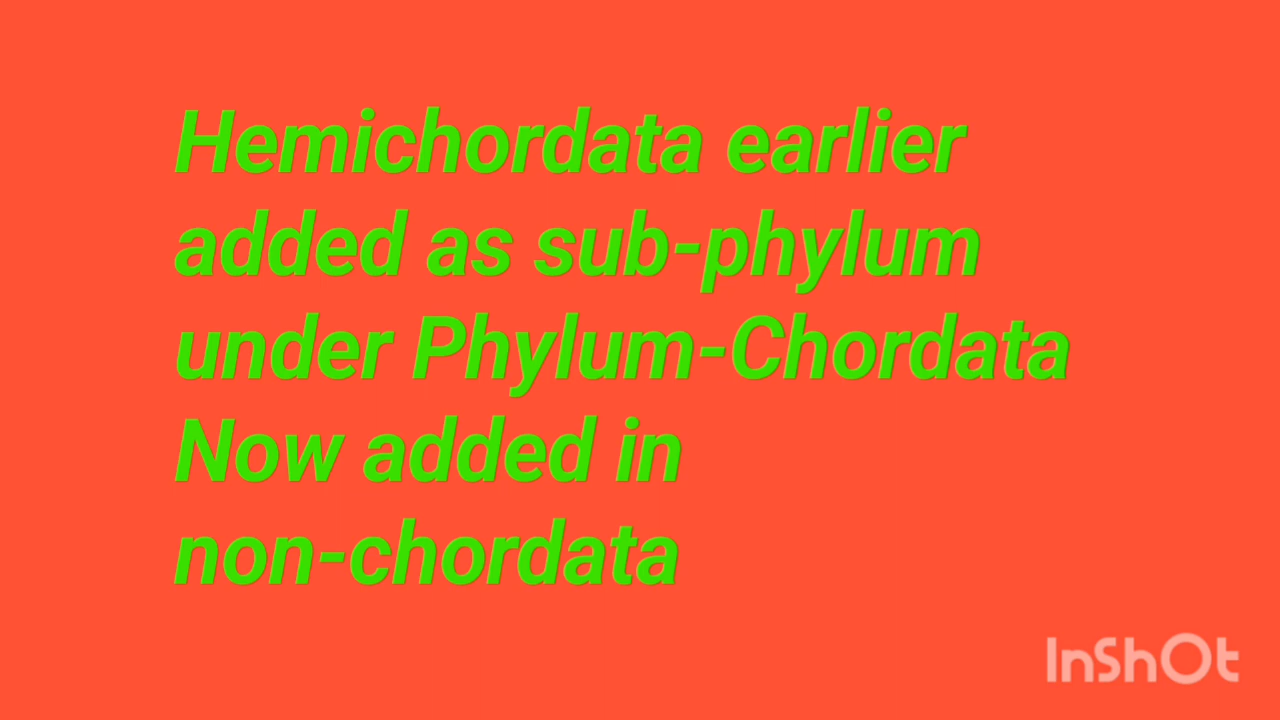 Hemichordata earlier
added as sub-phylum
under Phylum-Chordata
Now added in
non-chordata
InShOt